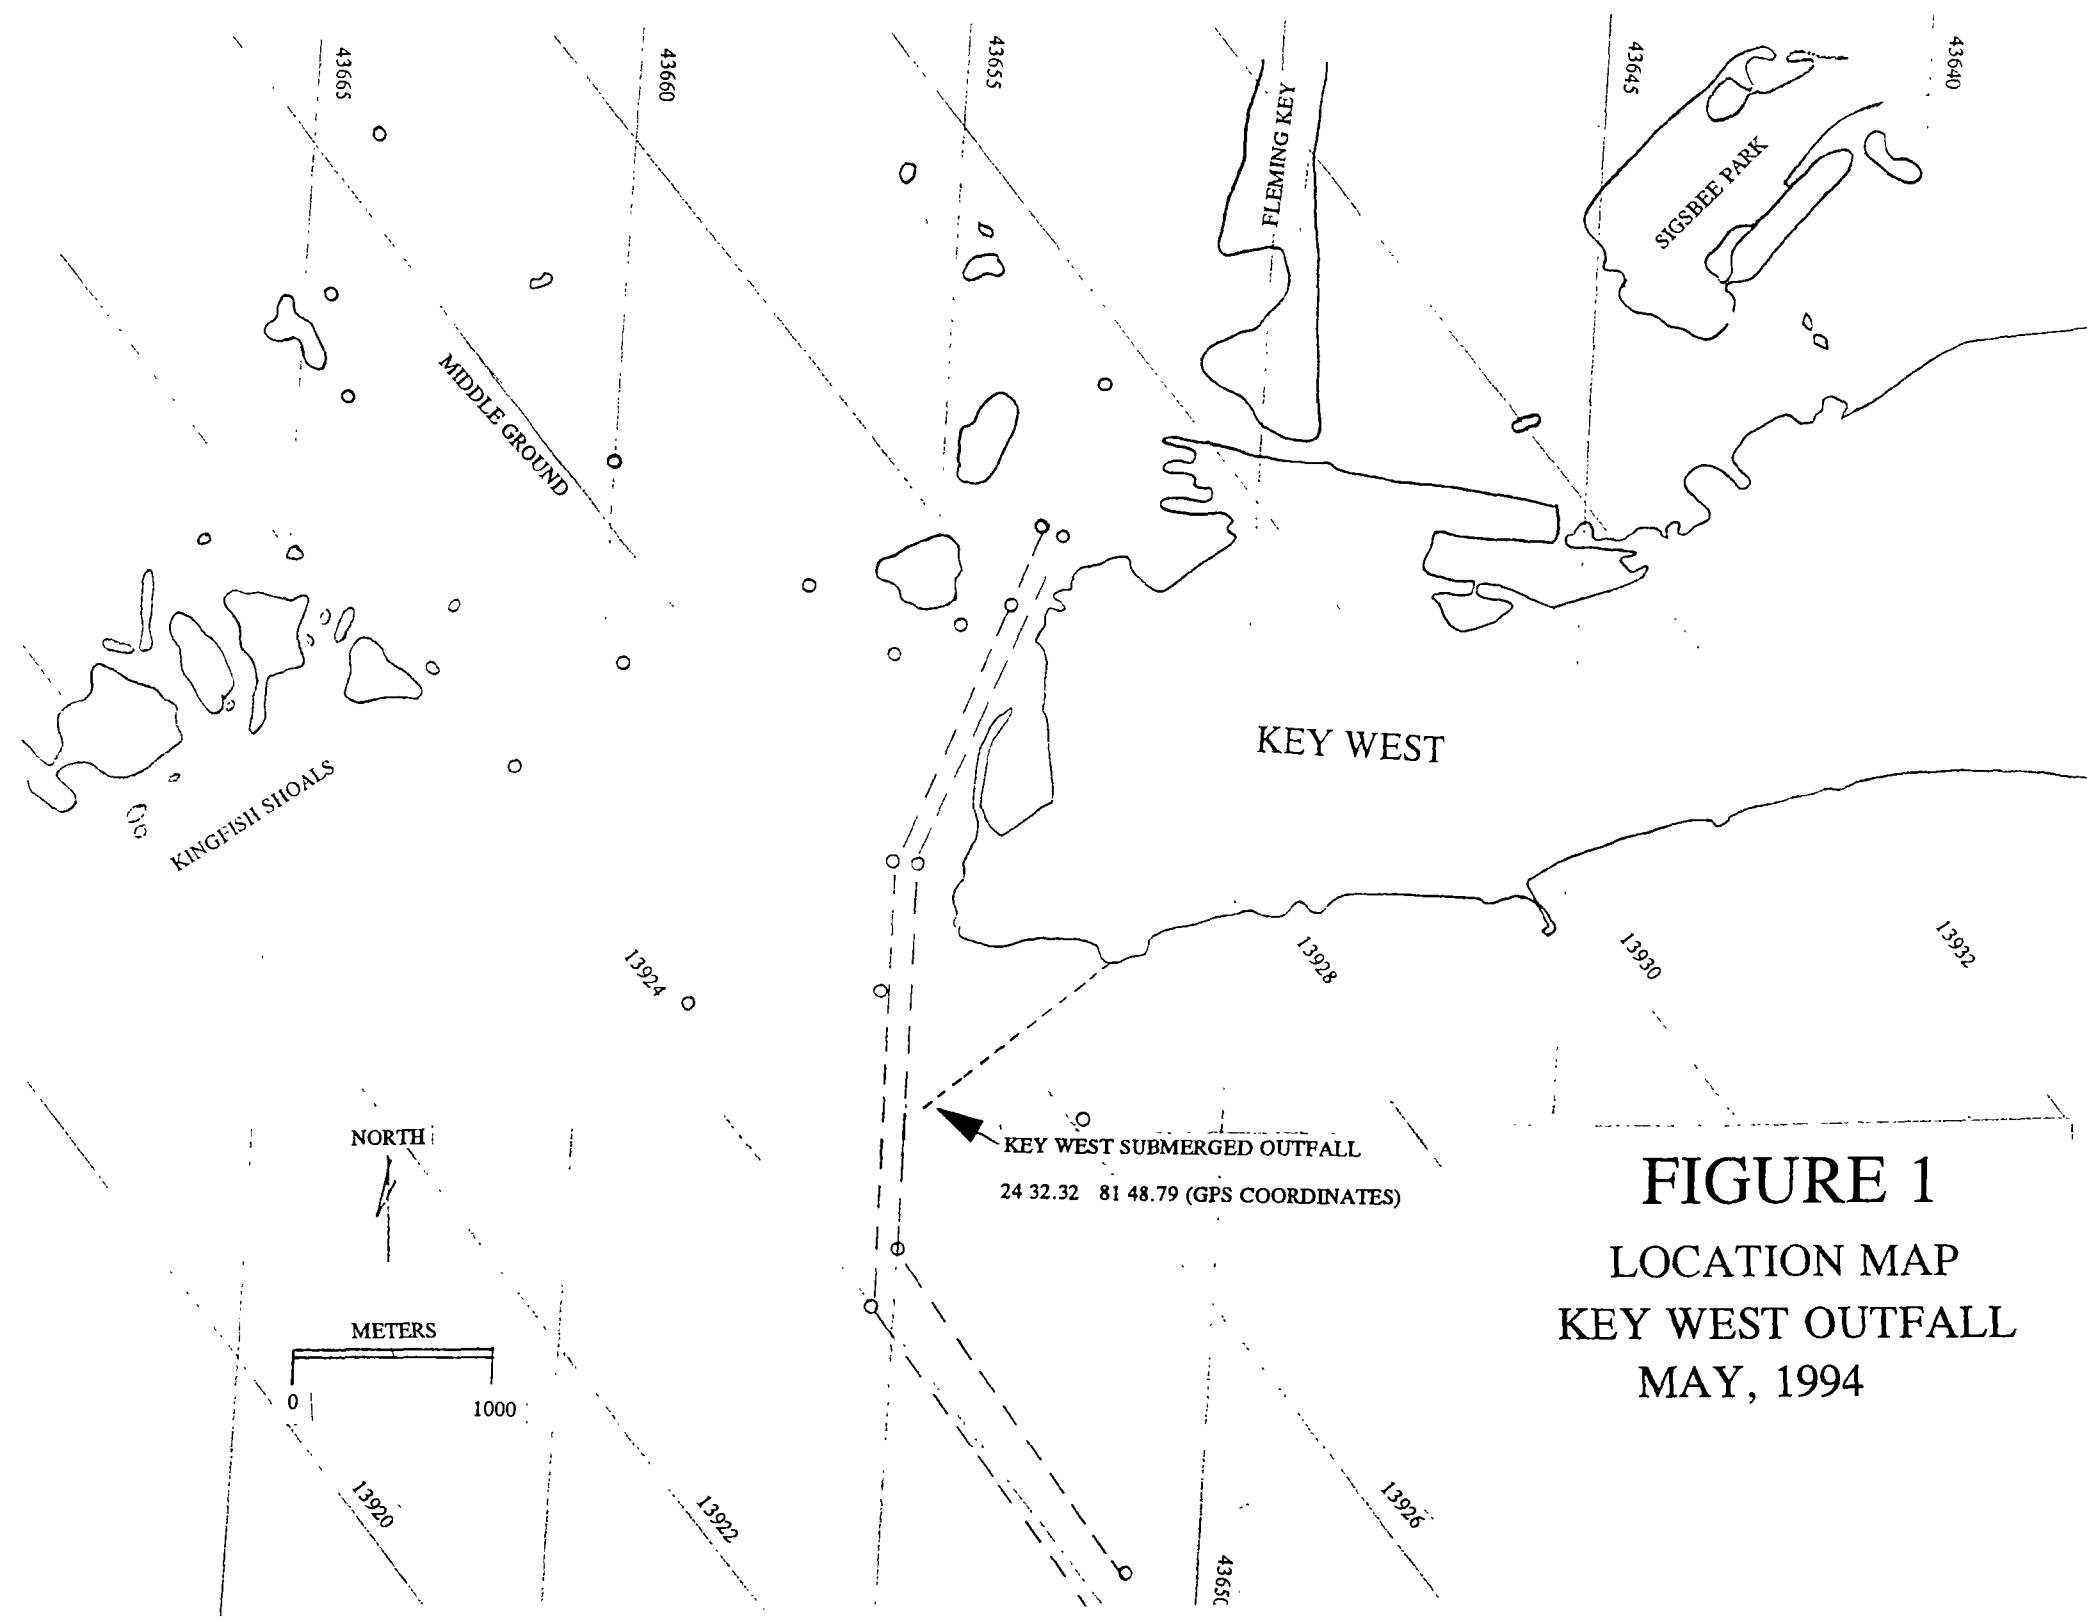 43665
43660
43655
43645
43640
FLEMING KEY
SIGSBEE PARK
MIDDLE GROUND
KEY WEST
KINGFISH SHOALS
13924
13928
13930
13932
NORTH
KEY WEST SUBMERGED OUTFALL
24 32.32 81 48.79 (GPS COORDINATES)
METERS
0 1000
FIGURE 1
LOCATION MAP
KEY WEST OUTFALL
MAY, 1994
13920
13922
13926
43650